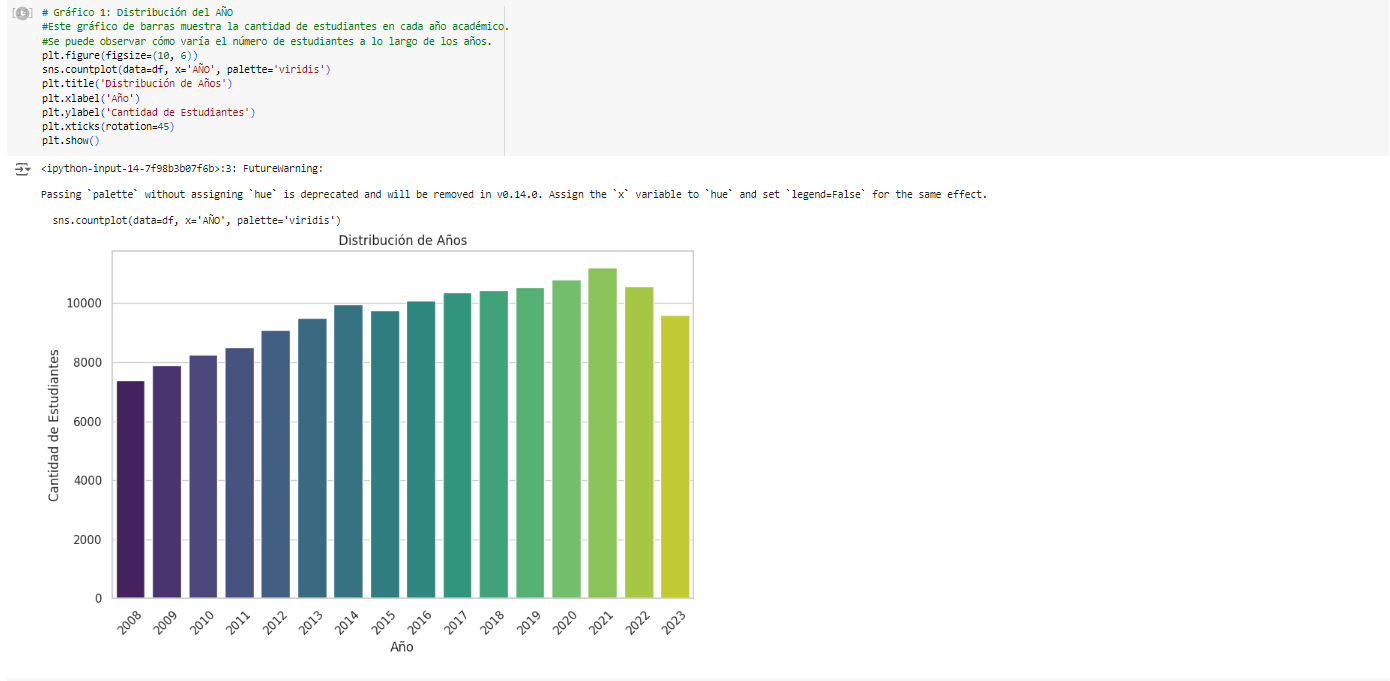 # Gráfico 1: Distribución del AÑO
#Este gráfico de barras muestra la cantidad de estudiantes en cada año académico.
#Se puede observar cómo varía el número de estudiantes a lo largo de los años.
plt.figure(figsize=(10, 6))
sns.countplot(data=df, x='AÑO', palette='viridis')
plt.title('Distribución de Años')
plt.xlabel('Año')
plt.ylabel('Cantidad de Estudiantes')
plt.xticks(rotation=45)
plt.show()
<ipython-input-14-7f98b3b07f6b>:3: FutureWarning:
Passing `palette` without assigning `hue` is deprecated and will be removed in v0.14.0. Assign the `x` variable to `hue` and set `legend=False` for the same effect.
sns.countplot(data=df, x='AÑO', palette='viridis')
Distribución de Años
Cantidad de Estudiantes
10000
8000
6000
4000
2000
0
2008 2009 2010 2011 2012 2013 2014 2015 2016 2017 2018 2019 2020 2021 2022 2023
Año